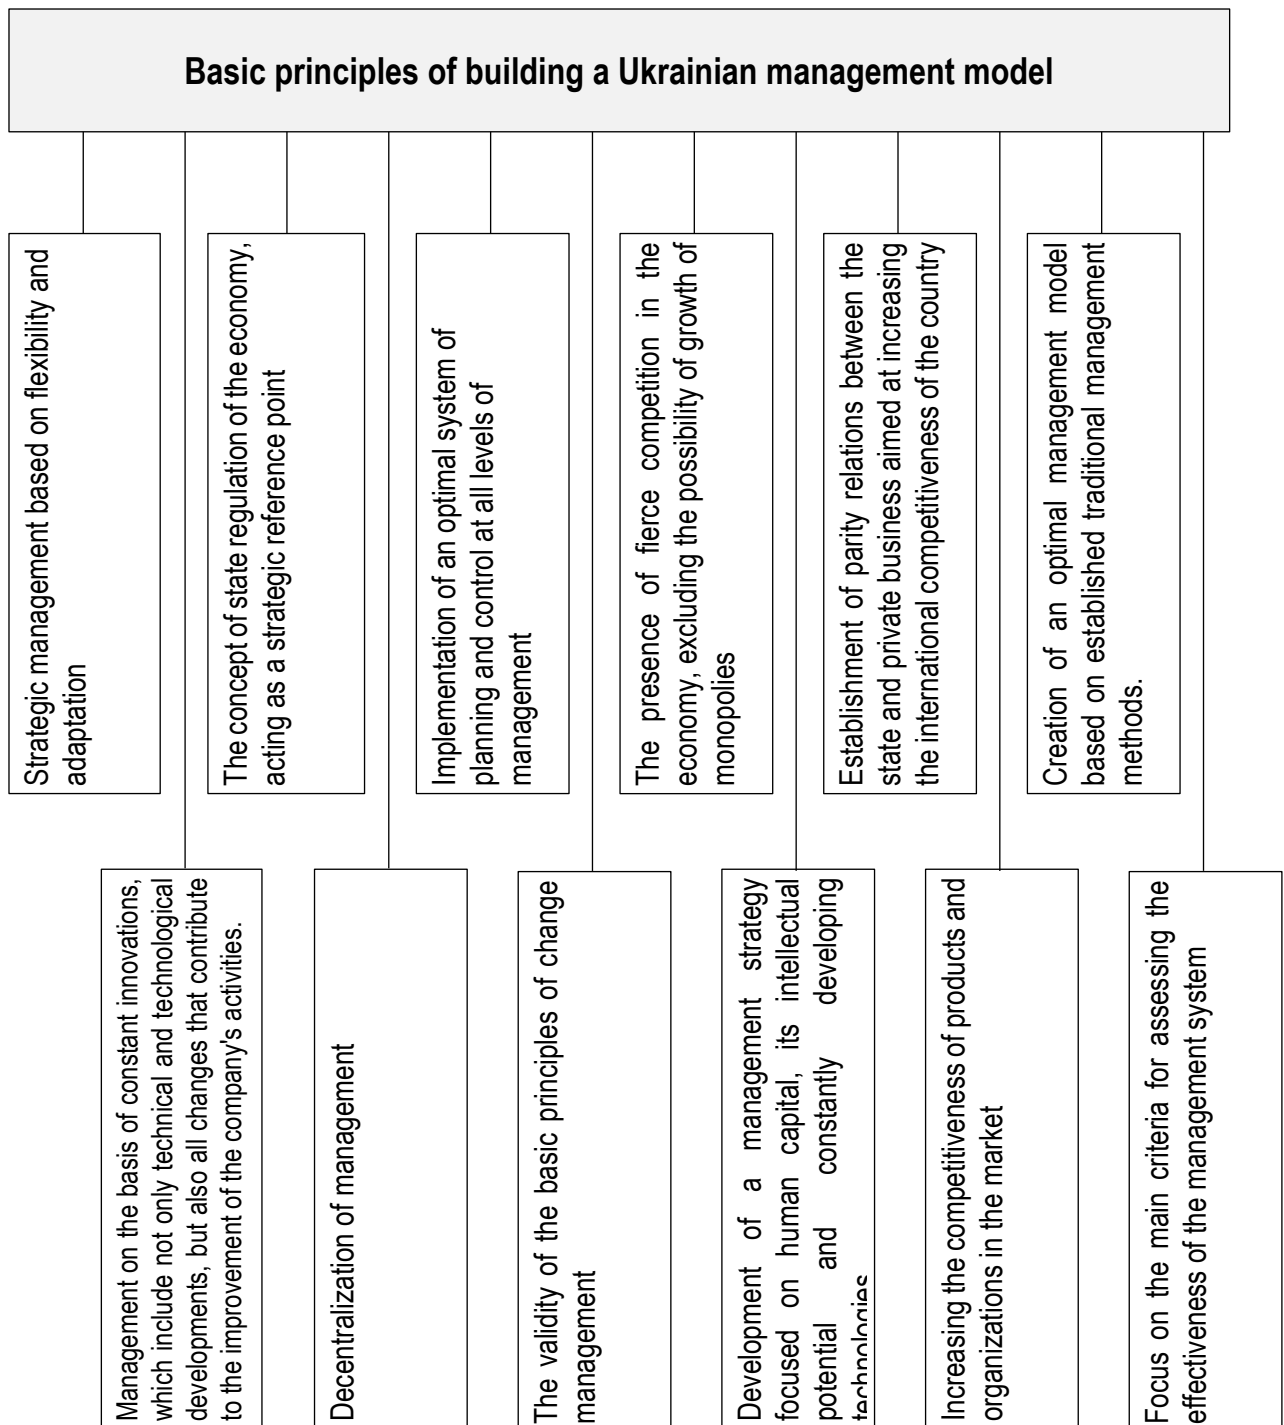 Basic principles of building a Ukrainian management model
Strategic management based on flexibility and
adaptation
The concept of state regulation of the economy,
acting as a strategic reference point
Implementation of an optimal system of
planning and control at all levels of
management
The presence of fierce competition in the
economy, excluding the possibility of growth of
monopolies
Establishment of parity relations between the
state and private business aimed at increasing
the international competitiveness of the country
Creation of an optimal management model
based on established traditional management
methods.
Management on the basis of constant innovations,
which include not only technical and technological
developments, but also all changes that contribute
to the improvement of the company's activities.
Decentralization of management
The validity of the basic principles of change
management
Development of a management strategy
focused on human capital, its intellectual
potential and constantly developing
technologies
Increasing the competitiveness of products and
organizations in the market
Focus on the main criteria for assessing the
effectiveness of the management system